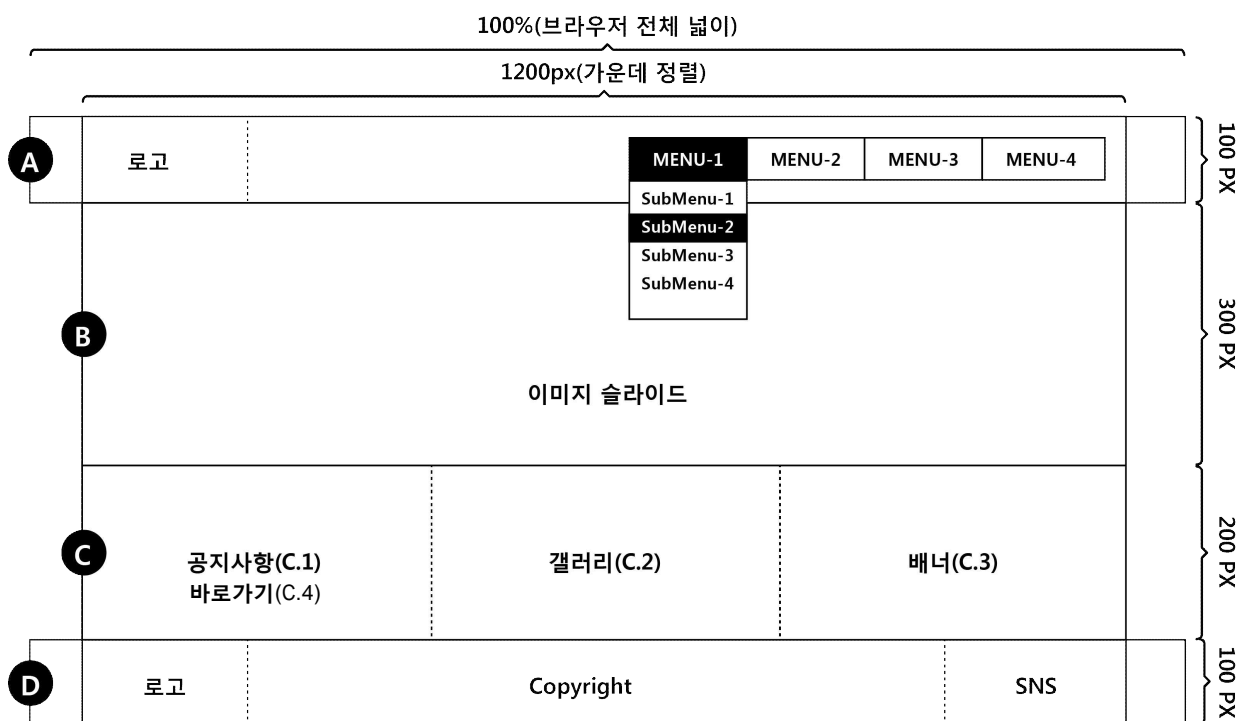 100%(브라우저 전체 넓이)
1200px(가운데 정렬)
A
로고
MENU-1 MENU-2 MENU-3 MENU-4
100 PX
SubMenu-1
SubMenu-2
SubMenu-3
SubMenu-4
B
300 PX
이미지 슬라이드
C
공지사항(C.1)
바로가기(C.4)
갤러리(C.2)
배너(C.3)
200 PX
D
로고
Copyright
SNS
100 PX